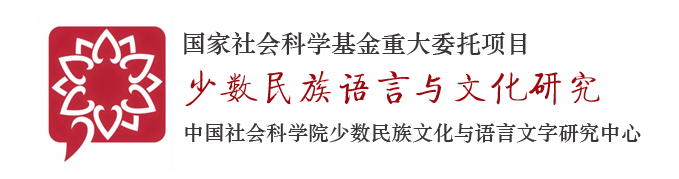 国家社会科学基金重大委托项目
少数民族语言与文化研究
中国社会科学院少数民族文化与语言文字研究中心